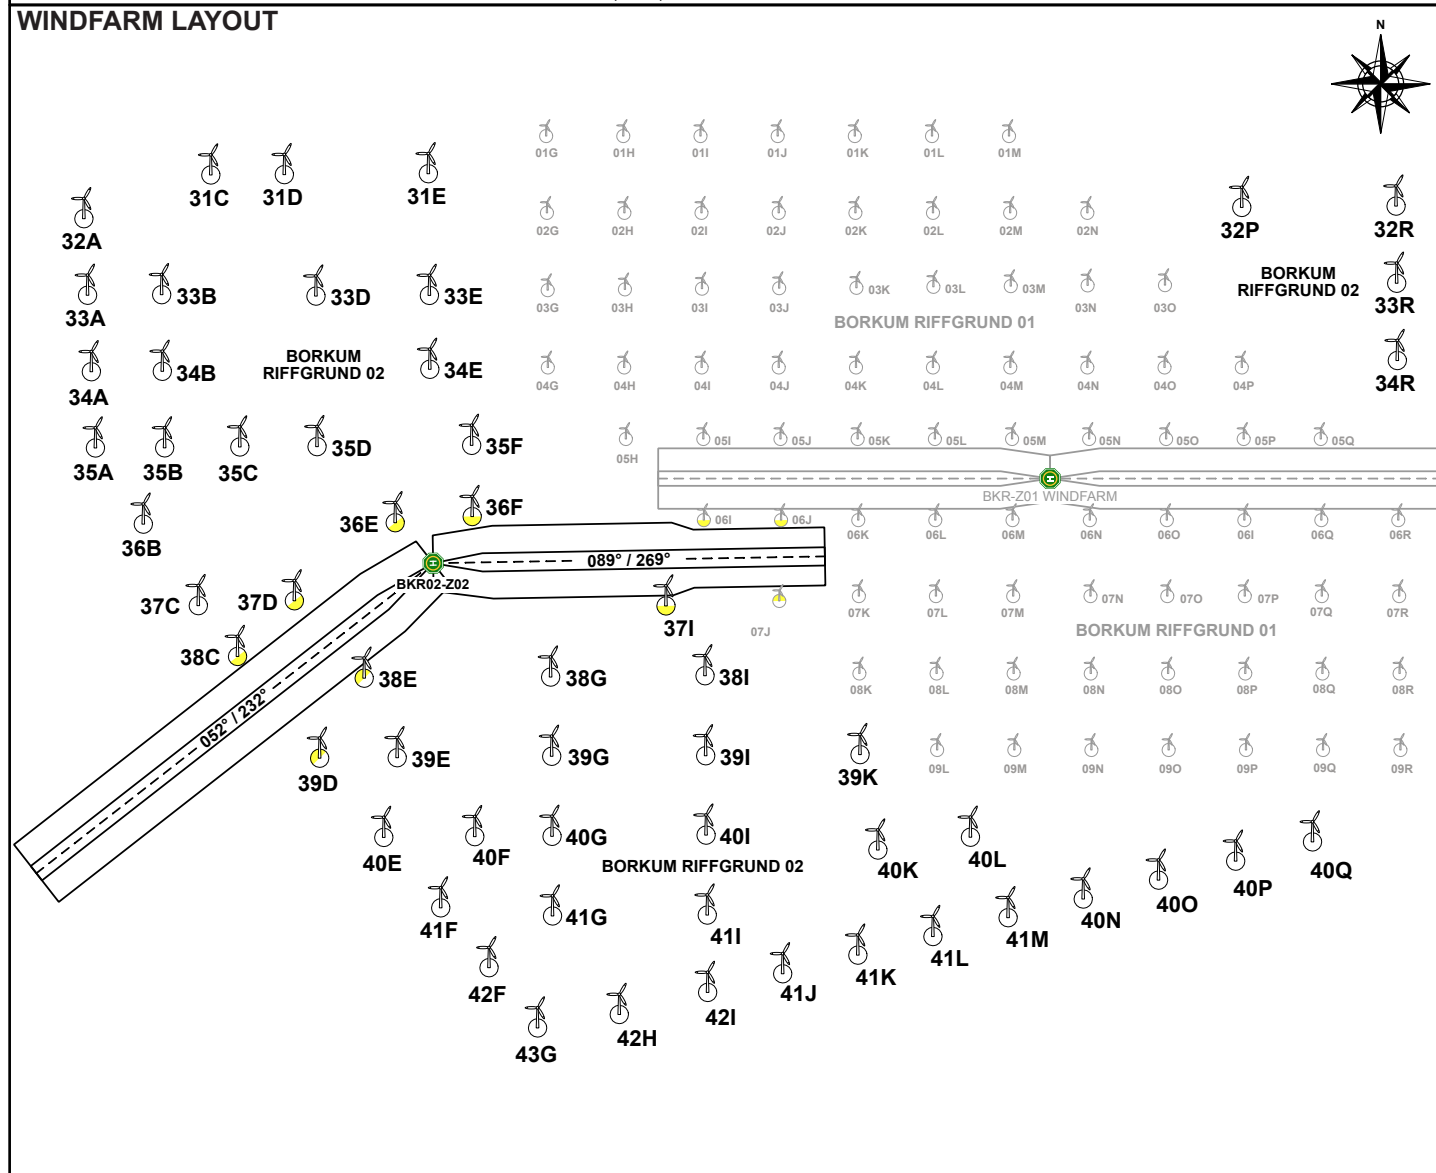 WINDFARM LAYOUT
N
01G 01H 01I 01J 01K 01L 01M
31C 31D 31E
32A
02G 02H 02I 02J 02K 02L 02M 02N
32P 32R
33A 33B 33D 33E
03G 03H 03I 03J 03K 03L 03M 03N 03O
BORKUM
RIFFGRUND 02
33R
BORKUM RIFFGRUND 01
BORKUM
RIFFGRUND 02
34A 34B 34E
04G 04H 04I 04J 04K 04L 04M 04N 04O 04P
34R
35A 35B 35C 35D 35F
05H 05I 05J 05K 05L 05M 05N 05O 05P 05Q
BKR-Z01 WINDFARM
36B 36E 36F
06I 06J 06K 06L 06M 06N 06O 06I 06Q 06R
089° / 269°
BKR02-Z02
37C 37D 37I
07J 07K 07L 07M 07N 07O 07P 07Q 07R
BORKUM RIFFGRUND 01
38C 38E 38G 38I
08K 08L 08M 08N 08O 08P 08Q 08R
052° / 232°
39D 39E 39G 39I 39K
09L 09M 09N 09O 09P 09Q 09R
40E 40F 40G 40I 40K 40L 40N 40O 40P 40Q
BORKUM RIFFGRUND 02
41F 41G 41I 41J 41K 41L 41M
42F 42H 42I
43G